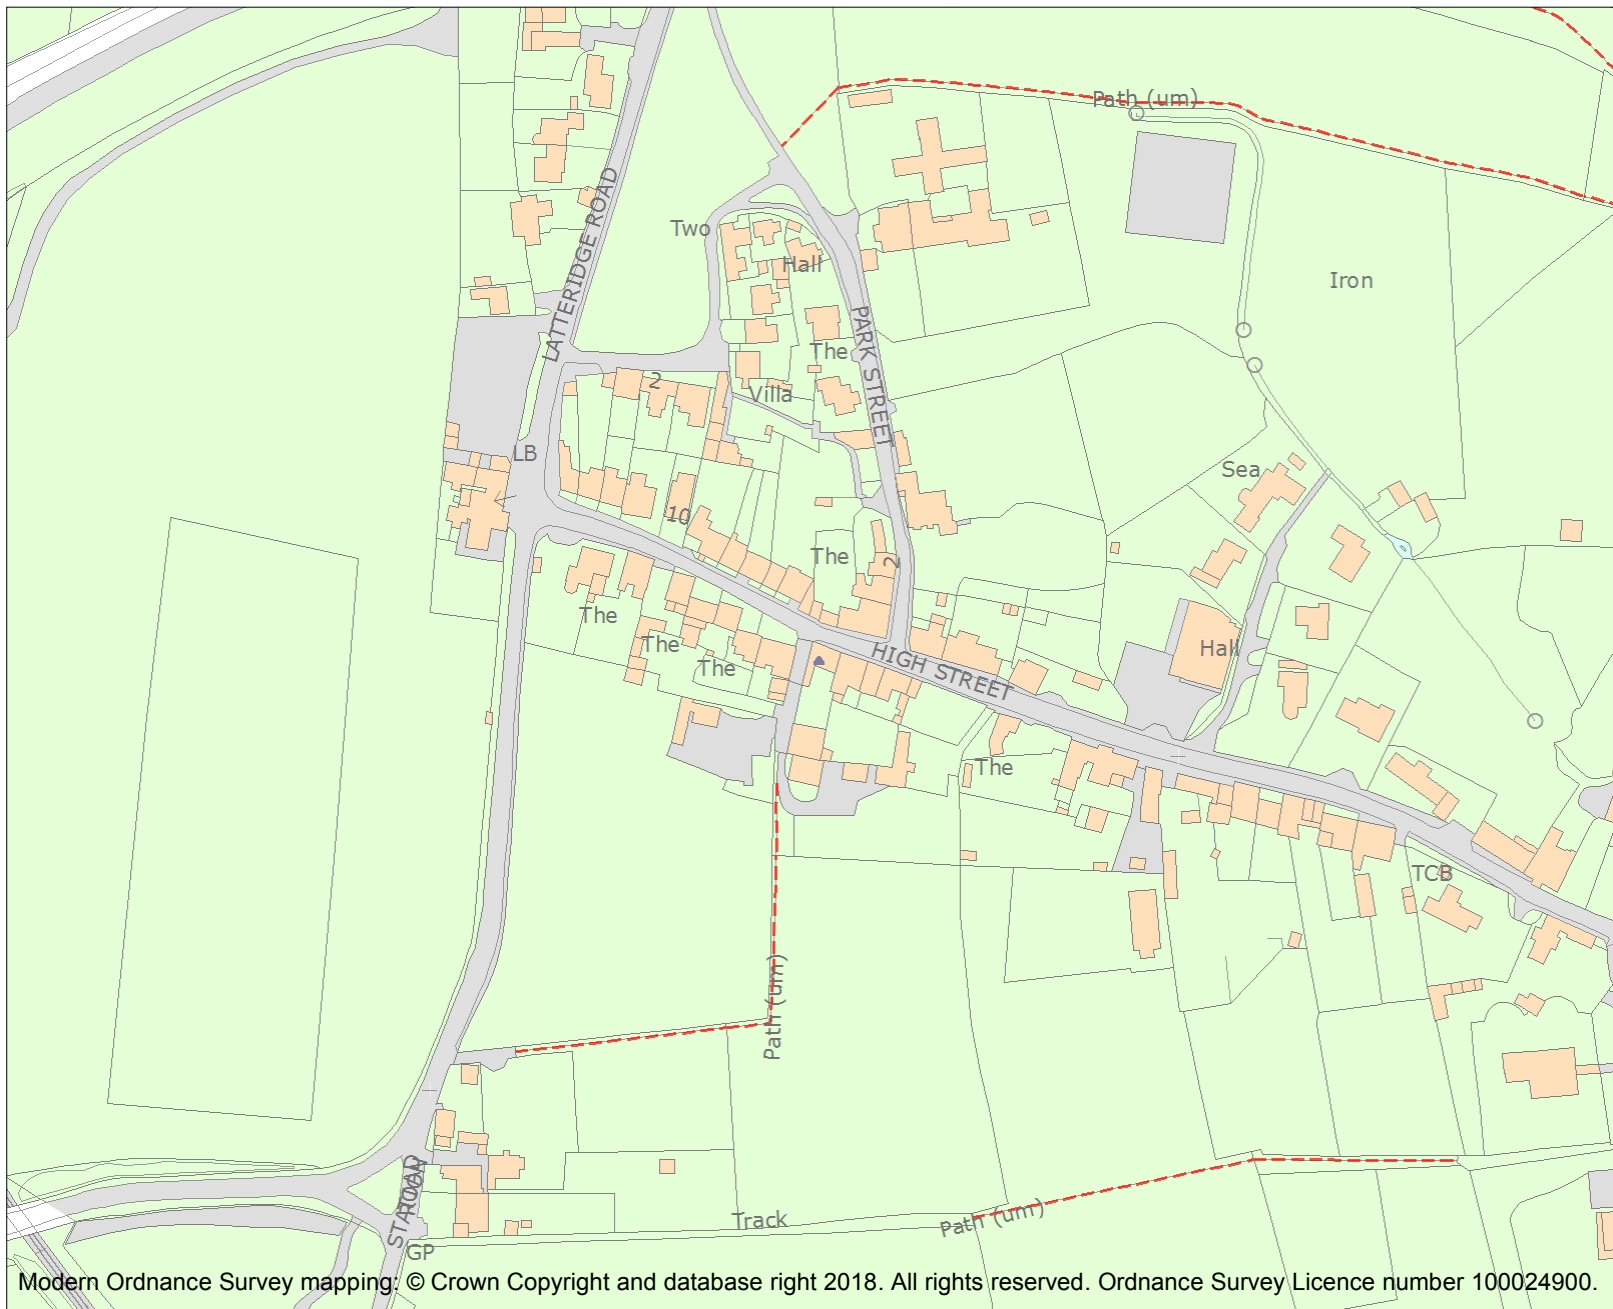 Path (um)
LATTERIDGE ROAD
Two
Hall
Iron
PARK STREET
The
2
Villa
LB
Sea
10
The
2
The
The
The
HIGH STREET
Hall
The
TCB
Path (um)
Path (um)
Track
GP
Modern Ordnance Survey mapping: © Crown Copyright and database right 2018. All rights reserved. Ordnance Survey Licence number 100024900.